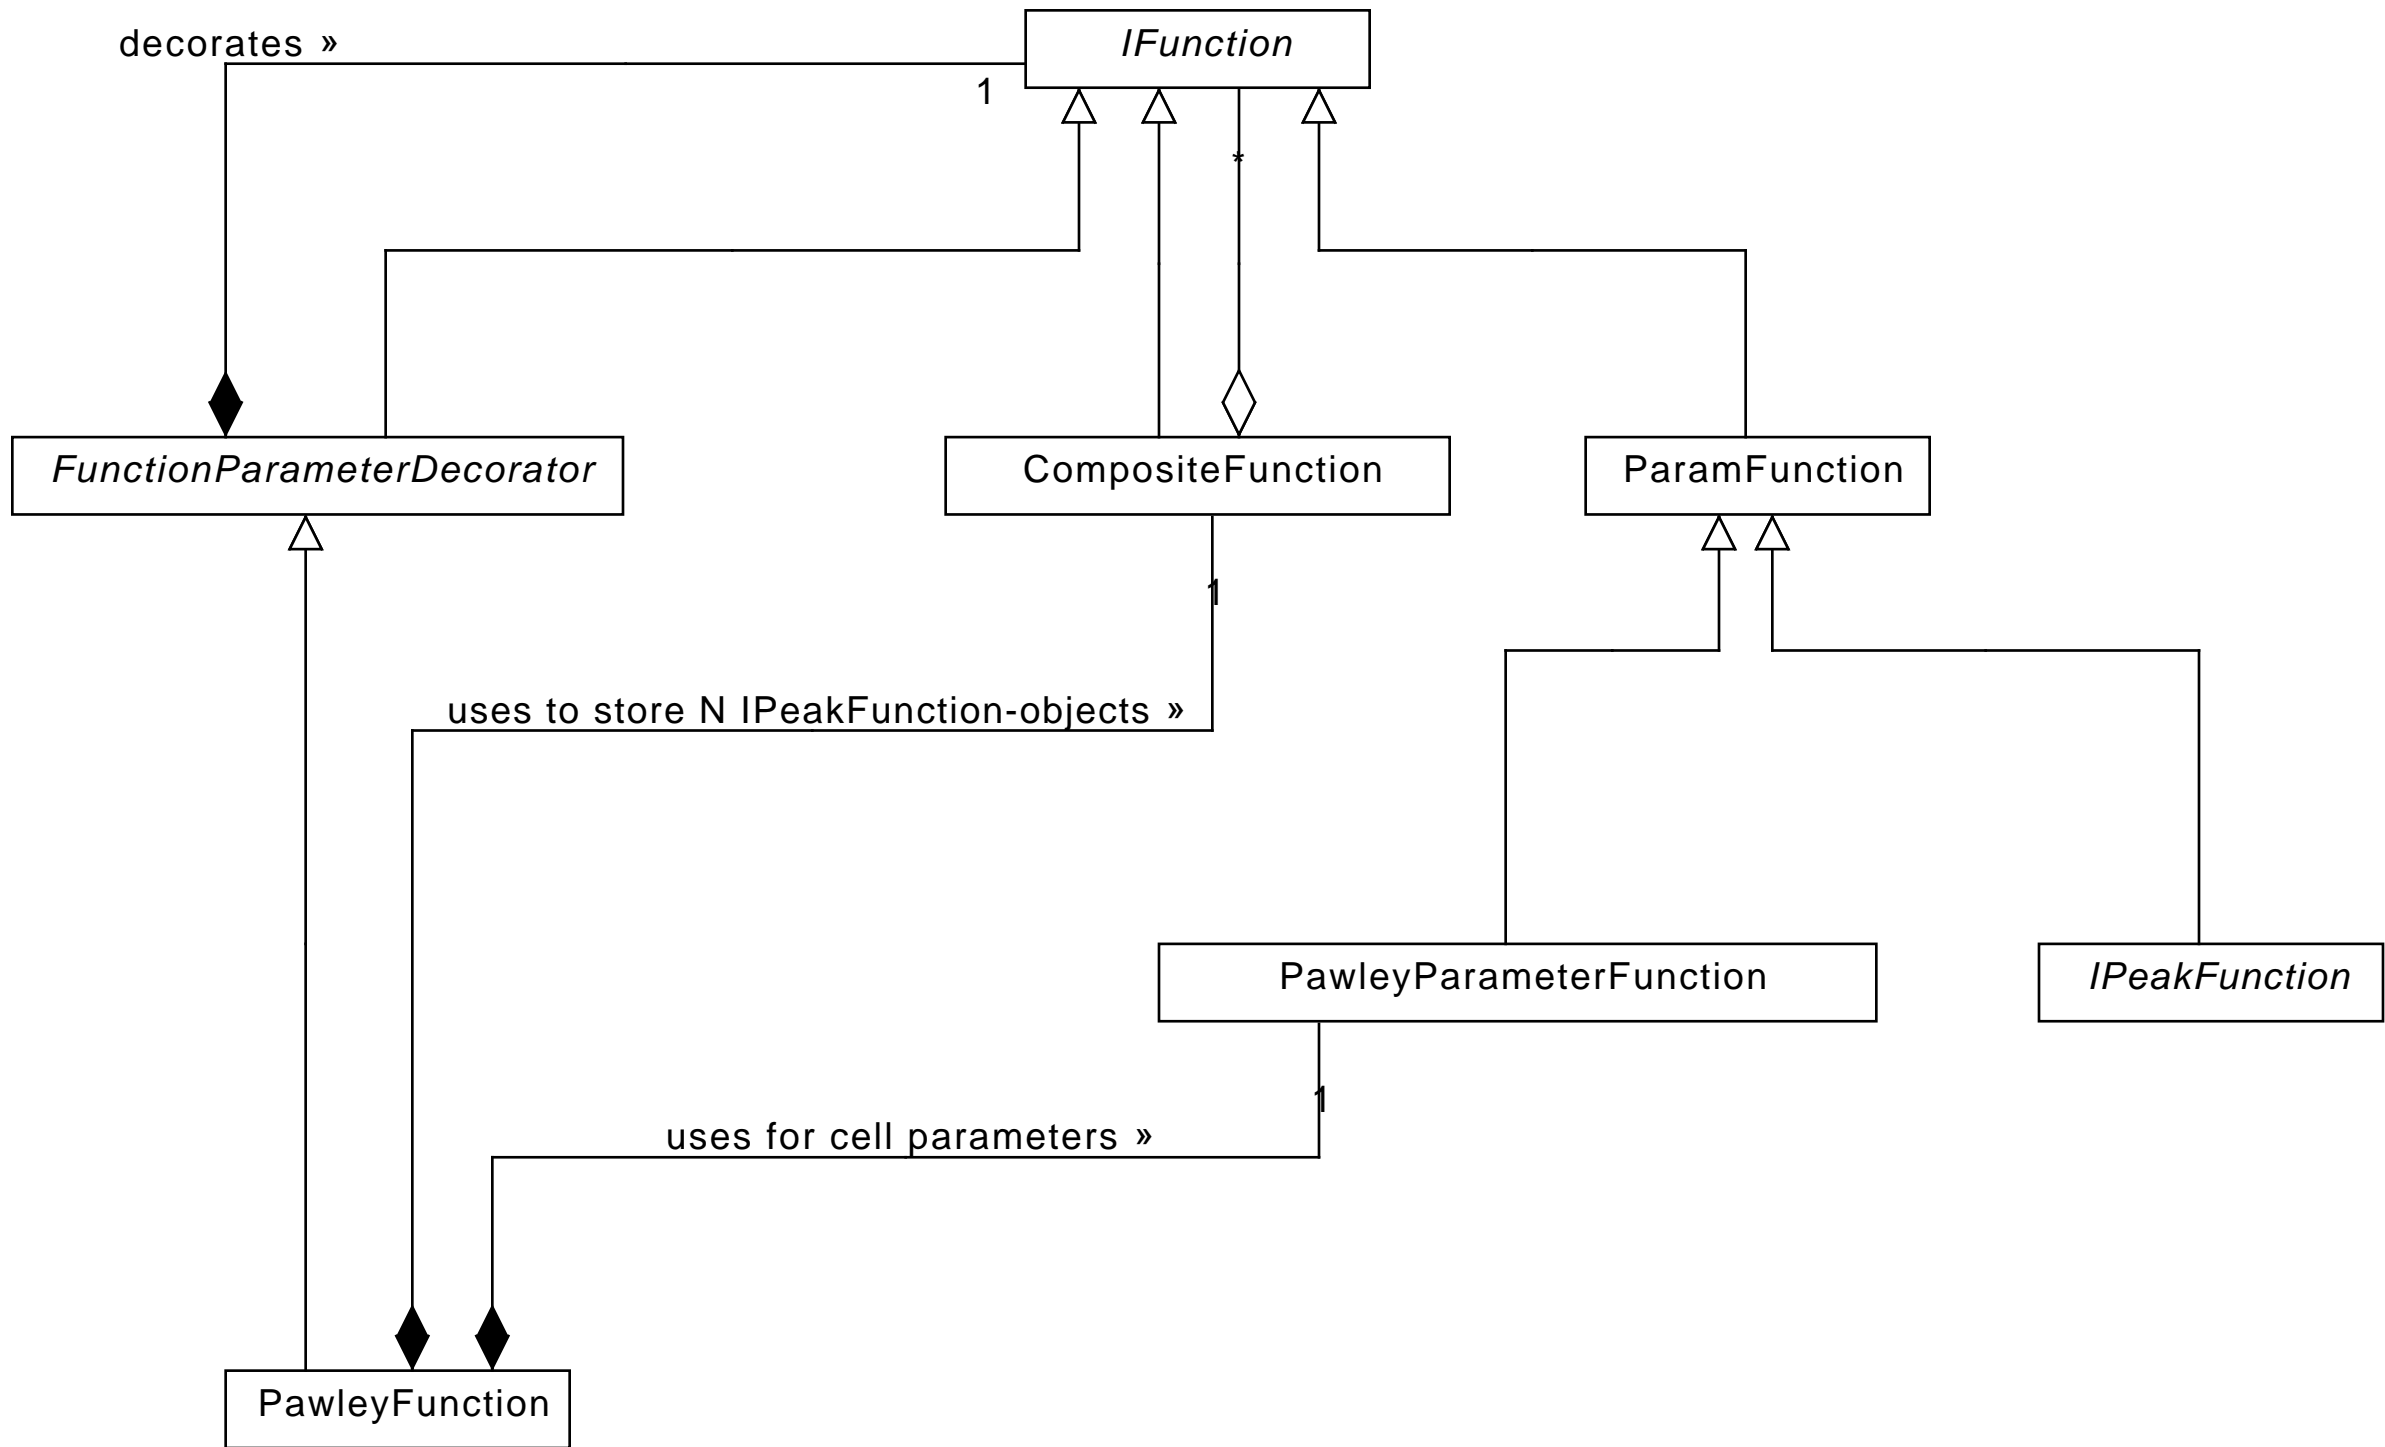 decorates »
IFunction
1
*
FunctionParameterDecorator
CompositeFunction
ParamFunction
1
uses to store N IPeakFunction-objects »
PawleyParameterFunction
IPeakFunction
1
uses for cell parameters »
PawleyFunction